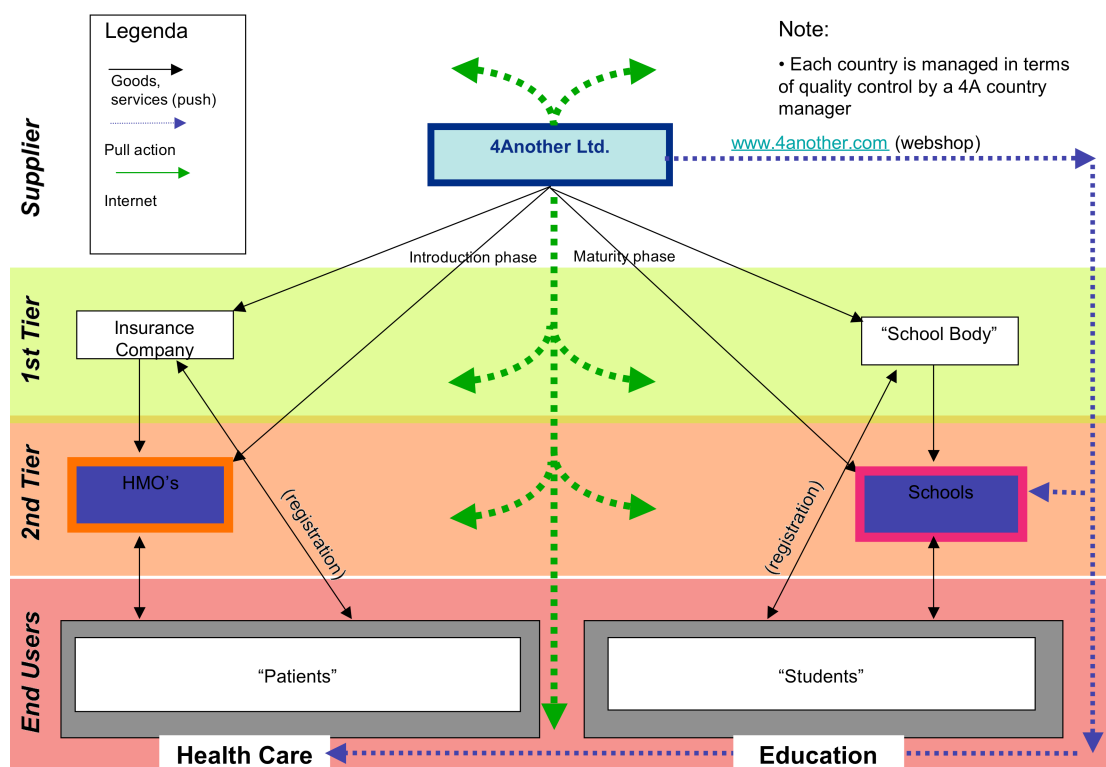 Legenda
Goods,
services (push)
Pull action
Internet
Note:
• Each country is managed in terms
of quality control by a 4A country
manager
www.4another.com (webshop)
4Another Ltd.
Supplier
Introduction phase
Maturity phase
1st Tier
Insurance
Company
“School Body”
2nd Tier
HMO’s
Schools
(registration)
(registration)
End Users
“Patients”
“Students”
Health Care
Education